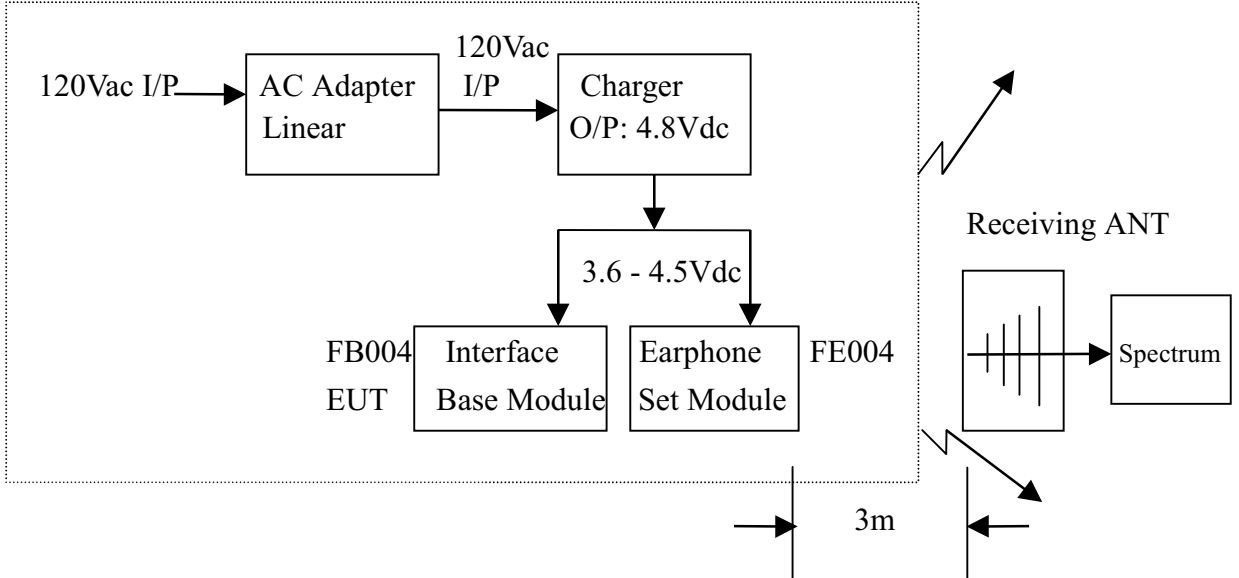 120Vac I/P
AC Adapter
Linear
120Vac
I/P
Charger
O/P: 4.8Vdc
Receiving ANT
3.6 - 4.5Vdc
FB004
EUT
Interface
Base Module
Earphone
Set Module
FE004
Spectrum
3m